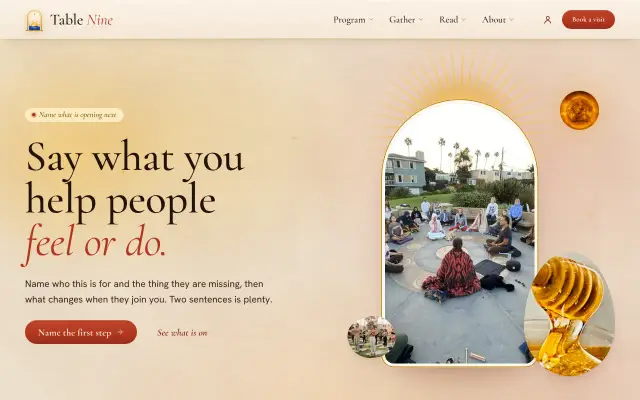 Table Nine
Program
Gather
Read
About
Book a visit
Name what is opening next
Say what you
help people
feel or do.
Name who this is for and the thing they are missing, then
what changes when they join you. Two sentences is plenty.
Name the first step →
See what is on